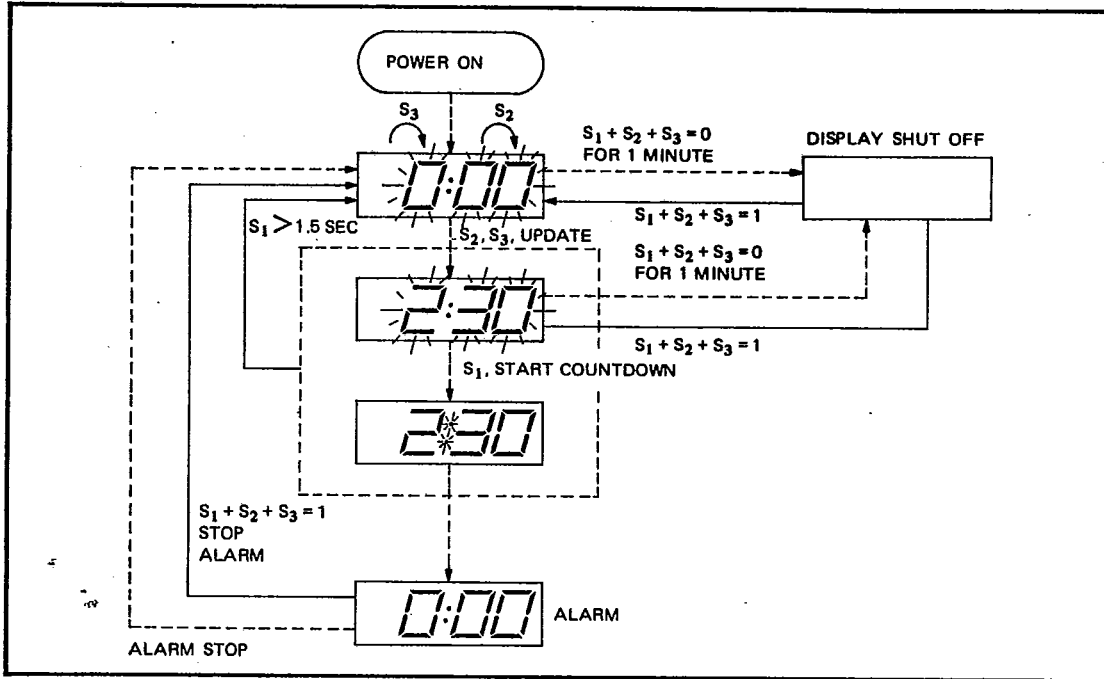 POWER ON
S₃
S₂
S₁ + S₂ + S₃ = 0
FOR 1 MINUTE
DISPLAY SHUT OFF
0:00
S₁ + S₂ + S₃ = 1
S₁ > 1.5 SEC
S₂, S₃, UPDATE
S₁ + S₂ + S₃ = 0
FOR 1 MINUTE
2:30
S₁ + S₂ + S₃ = 1
S₁, START COUNTDOWN
2:30
S₁ + S₂ + S₃ = 1
STOP
ALARM
0:00
ALARM
ALARM STOP